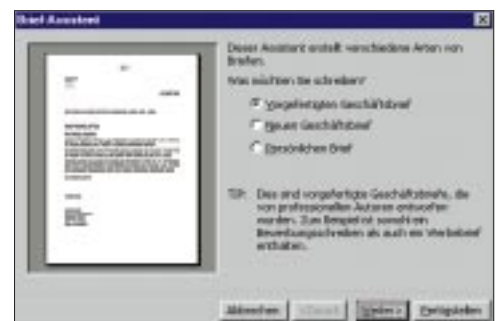 Brief-Assistent
Dieser Assistent erstellt verschiedene Arten von
Briefen.
Was möchten Sie schreiben?
Vorgefertigten Geschäftsbrief
Neuen Geschäftsbrief
Persönlichen Brief
TIP: Dies sind vorgefertigte Geschäftsbriefe, die
von professionellen Autoren entworfen
wurden. Zum Beispiel ist sowohl ein
Bewerbungsschreiben als auch ein Werbebrief
enthalten.
Abbrechen <Zurück Weiter> Fertigstellen